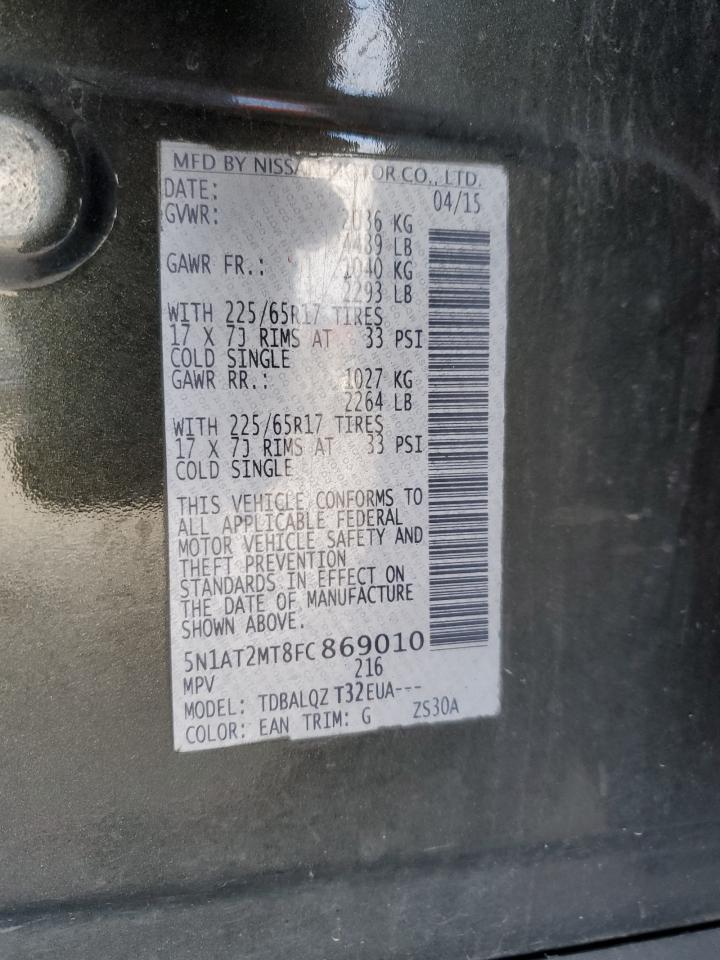 MFD BY NISSAN MOTOR CO., LTD.
DATE: 04/15
GVWR: 2036 KG
4489 LB
GAWR FR.: 1040 KG
2293 LB
WITH 225/65R17 TIRES
17 X 7J RIMS AT 33 PSI
COLD SINGLE
GAWR RR.: 1027 KG
2264 LB
WITH 225/65R17 TIRES
17 X 7J RIMS AT 33 PSI
COLD SINGLE
THIS VEHICLE CONFORMS TO
ALL APPLICABLE FEDERAL
MOTOR VEHICLE SAFETY AND
THEFT PREVENTION
STANDARDS IN EFFECT ON
THE DATE OF MANUFACTURE
SHOWN ABOVE.
5N1AT2MT8FC869010
MPV 216
MODEL: TDBALQZ T32EUA---
COLOR: EAN TRIM: G ZS30A